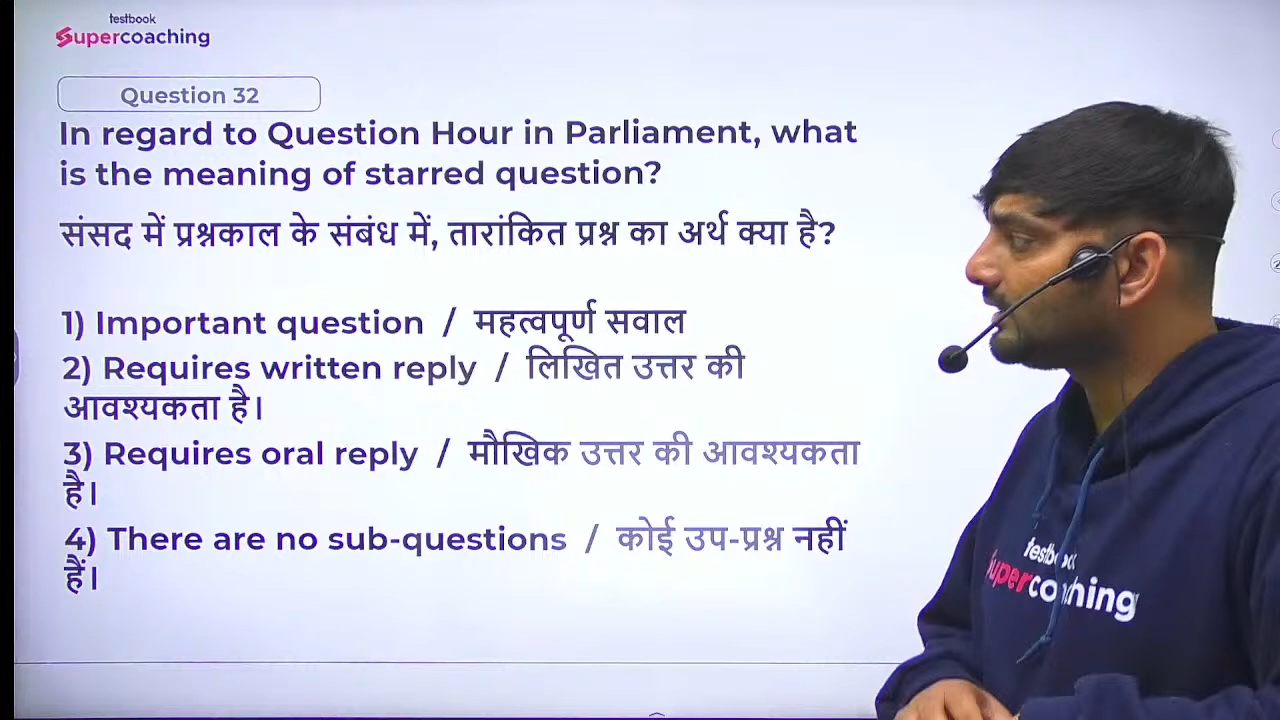 testbook
Supercoaching
Question 32
In regard to Question Hour in Parliament, what
is the meaning of starred question?
संसद में प्रश्नकाल के संबंध में, तारांकित प्रश्न का अर्थ क्या है?
1) Important question / महत्वपूर्ण सवाल
2) Requires written reply / लिखित उत्तर की
आवश्यकता है।
3) Requires oral reply / मौखिक उत्तर की आवश्यकता
है।
4) There are no sub-questions / कोई उप-प्रश्न नहीं
हैं।
testbook
Supercoaching